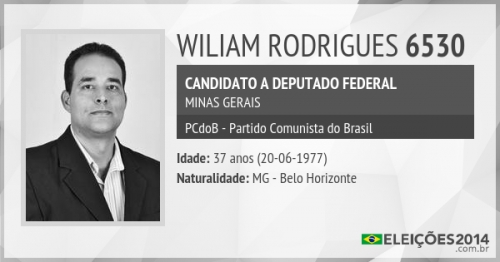 WILIAM RODRIGUES 6530
CANDIDATO A DEPUTADO FEDERAL
MINAS GERAIS
PCdoB - Partido Comunista do Brasil
Idade: 37 anos (20-06-1977)
Naturalidade: MG - Belo Horizonte
ELEIÇÕES2014
.com.br